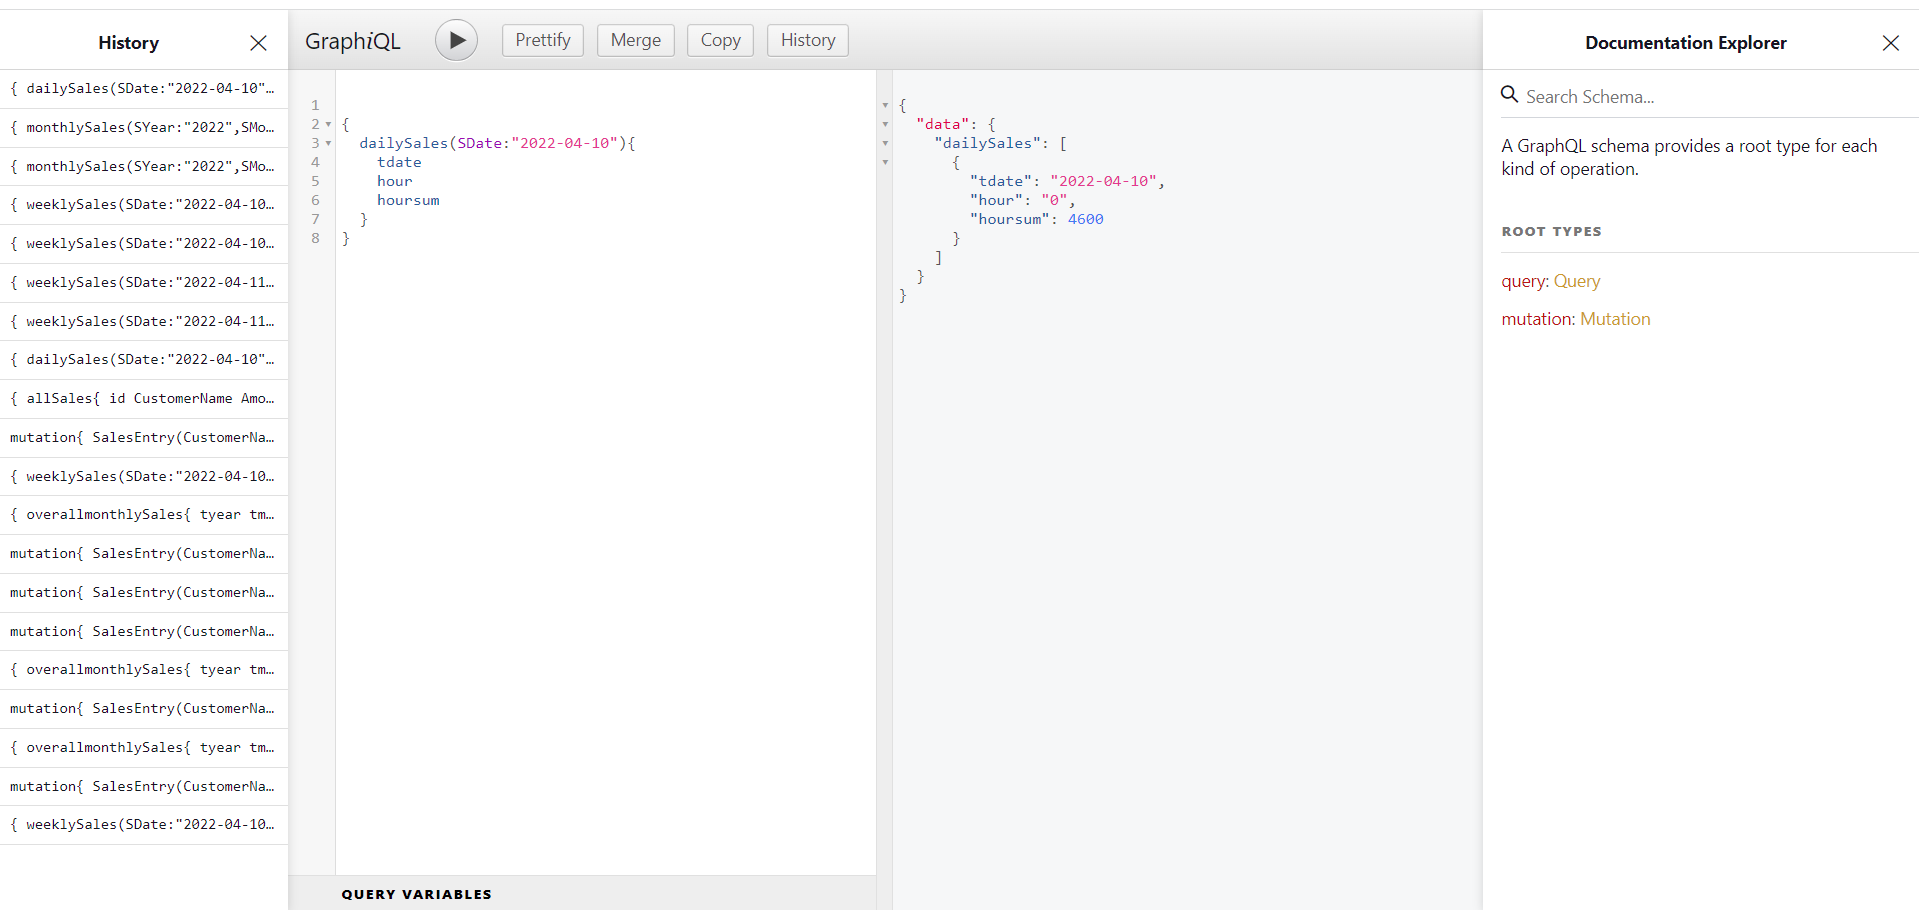 History
{ dailySales(SDate:"2022-04-10"…
{ monthlySales(SYear:"2022",SMo…
{ monthlySales(SYear:"2022",SMo…
{ weeklySales(SDate:"2022-04-10…
{ weeklySales(SDate:"2022-04-10…
{ weeklySales(SDate:"2022-04-11…
{ weeklySales(SDate:"2022-04-11…
{ dailySales(SDate:"2022-04-10"…
{ allSales{ id CustomerName Amo…
mutation{ SalesEntry(CustomerNa…
{ weeklySales(SDate:"2022-04-10…
{ overallmonthlySales{ tyear tm…
mutation{ SalesEntry(CustomerNa…
mutation{ SalesEntry(CustomerNa…
mutation{ SalesEntry(CustomerNa…
{ overallmonthlySales{ tyear tm…
mutation{ SalesEntry(CustomerNa…
{ overallmonthlySales{ tyear tm…
mutation{ SalesEntry(CustomerNa…
{ weeklySales(SDate:"2022-04-10…
GraphiQL Prettify Merge Copy History
1
2 {
3 dailySales(SDate:"2022-04-10"){
4 tdate
5 hour
6 hoursum
7 }
8 }
QUERY VARIABLES
{
"data": {
"dailySales": [
{
"tdate": "2022-04-10",
"hour": "0",
"hoursum": 4600
}
]
}
}
Documentation Explorer
Search Schema...
A GraphQL schema provides a root type for each
kind of operation.
ROOT TYPES
query: Query
mutation: Mutation